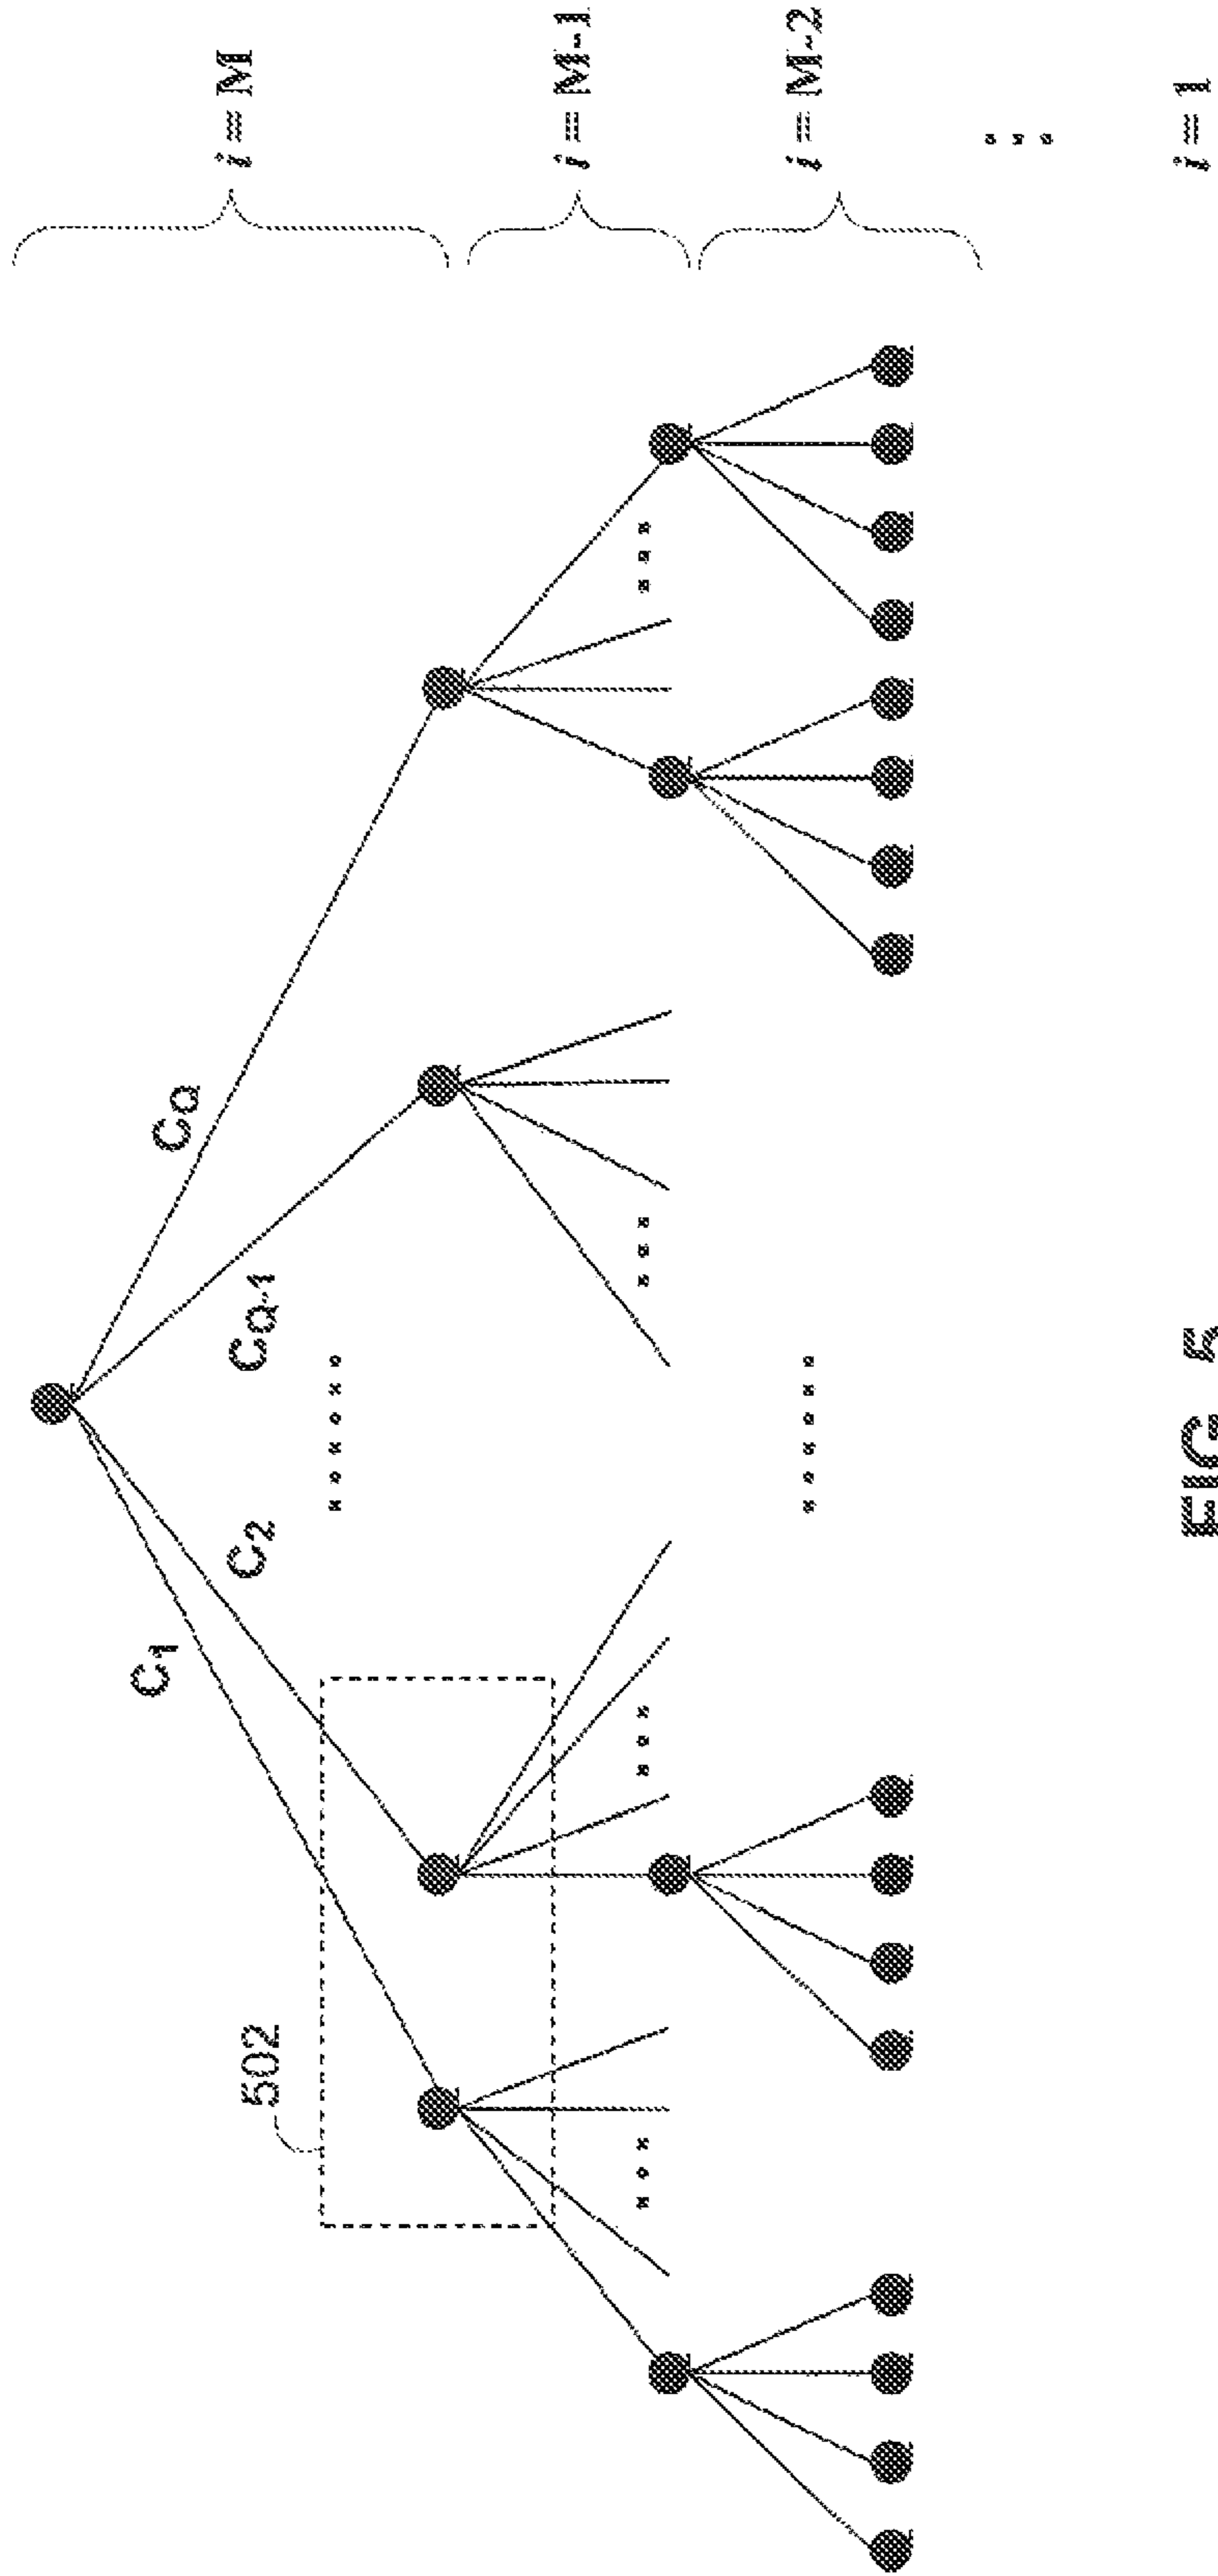 C1
C2
CQ-1
CQ
502
i = M
i = M-1
i = M-2
i = 1
FIG. 5